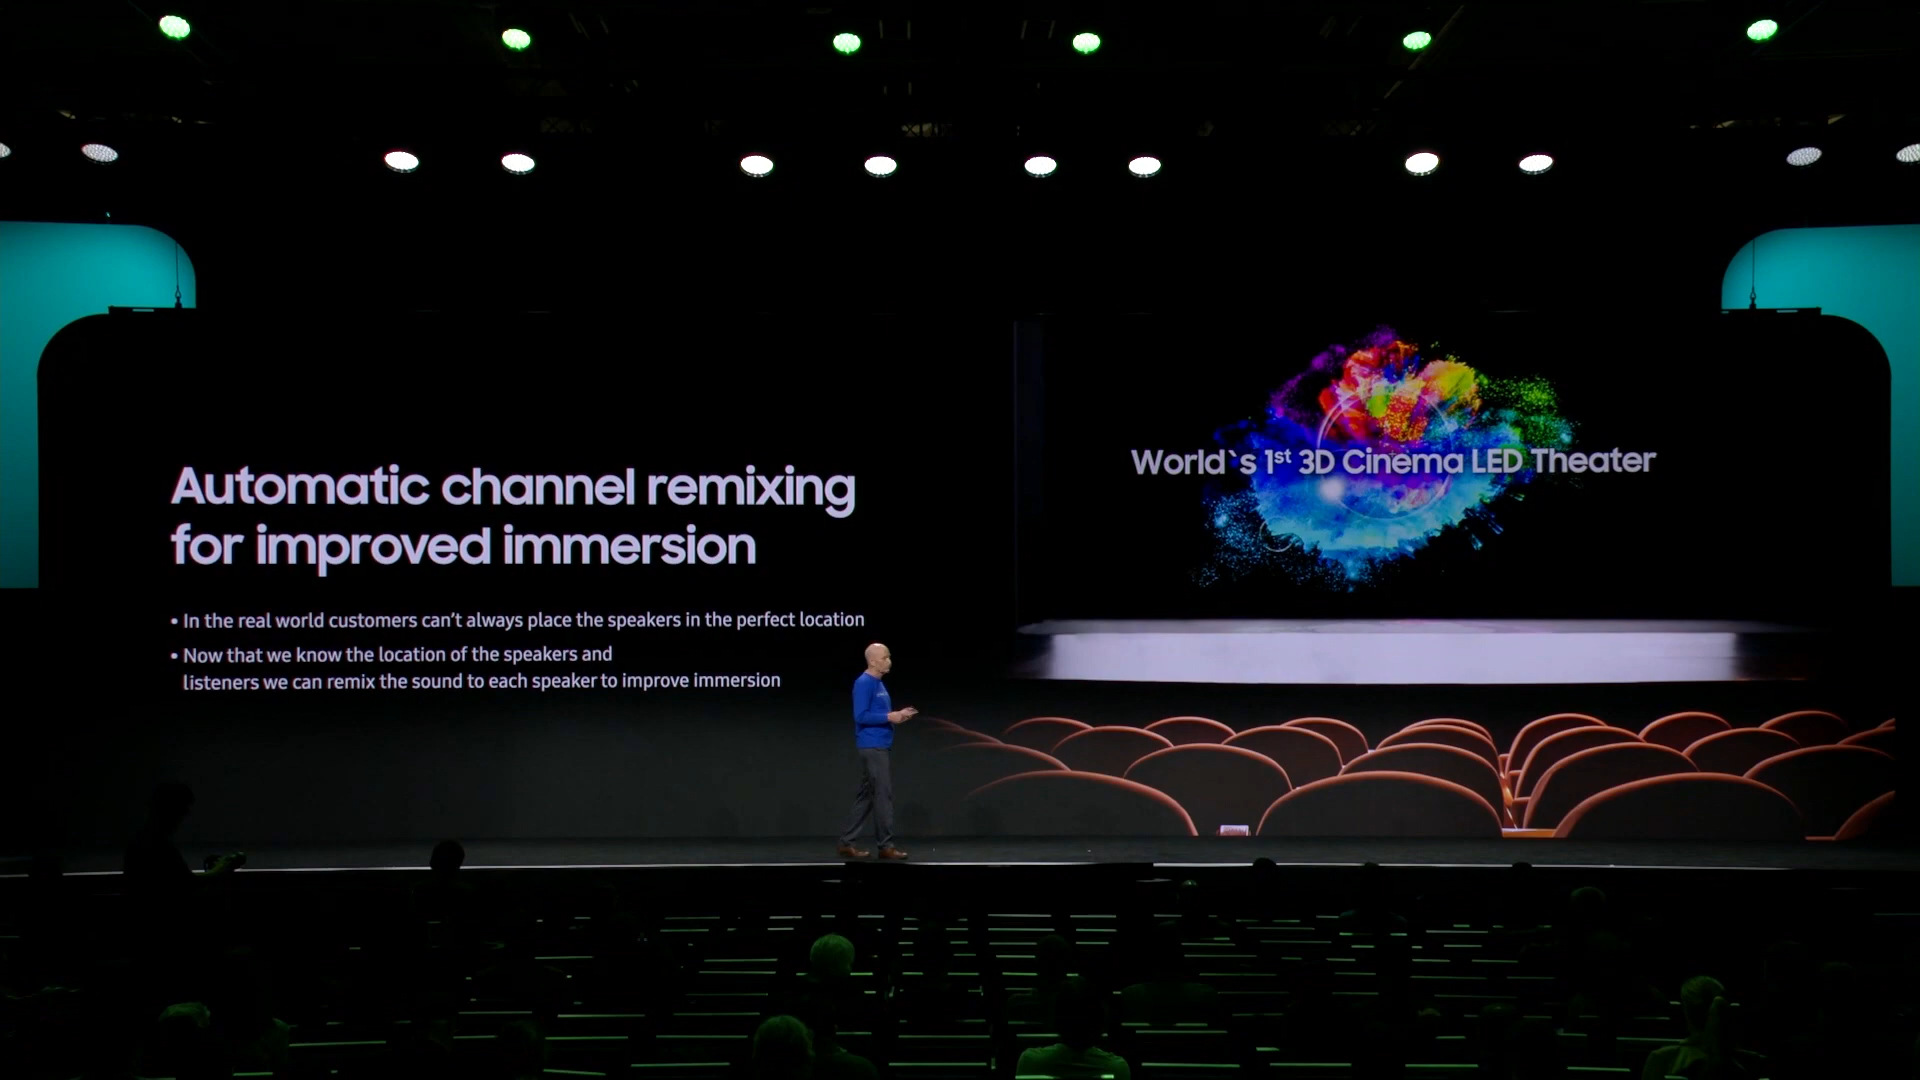 Automatic channel remixing
for improved immersion
• In the real world customers can't always place the speakers in the perfect location
• Now that we know the location of the speakers and
listeners we can remix the sound to each speaker to improve immersion
World`s 1st 3D Cinema LED Theater